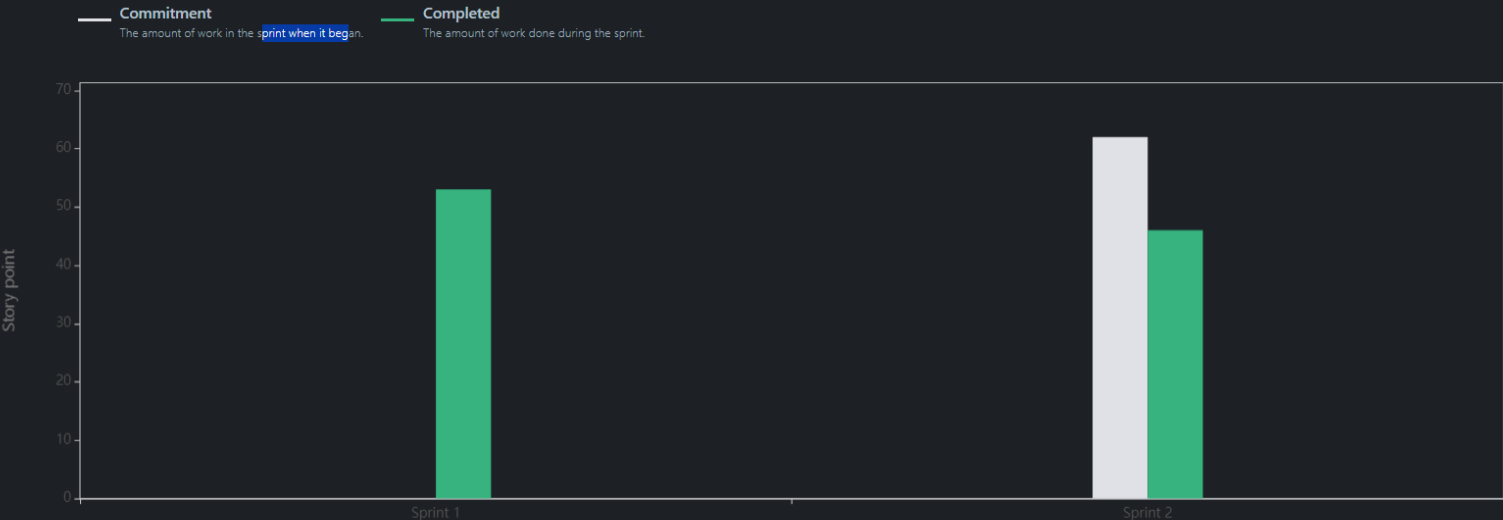 Commitment
The amount of work in the sprint when it began.
Completed
The amount of work done during the sprint.
70
60
50
40
30
20
10
0
Story point
Sprint 1
Sprint 2